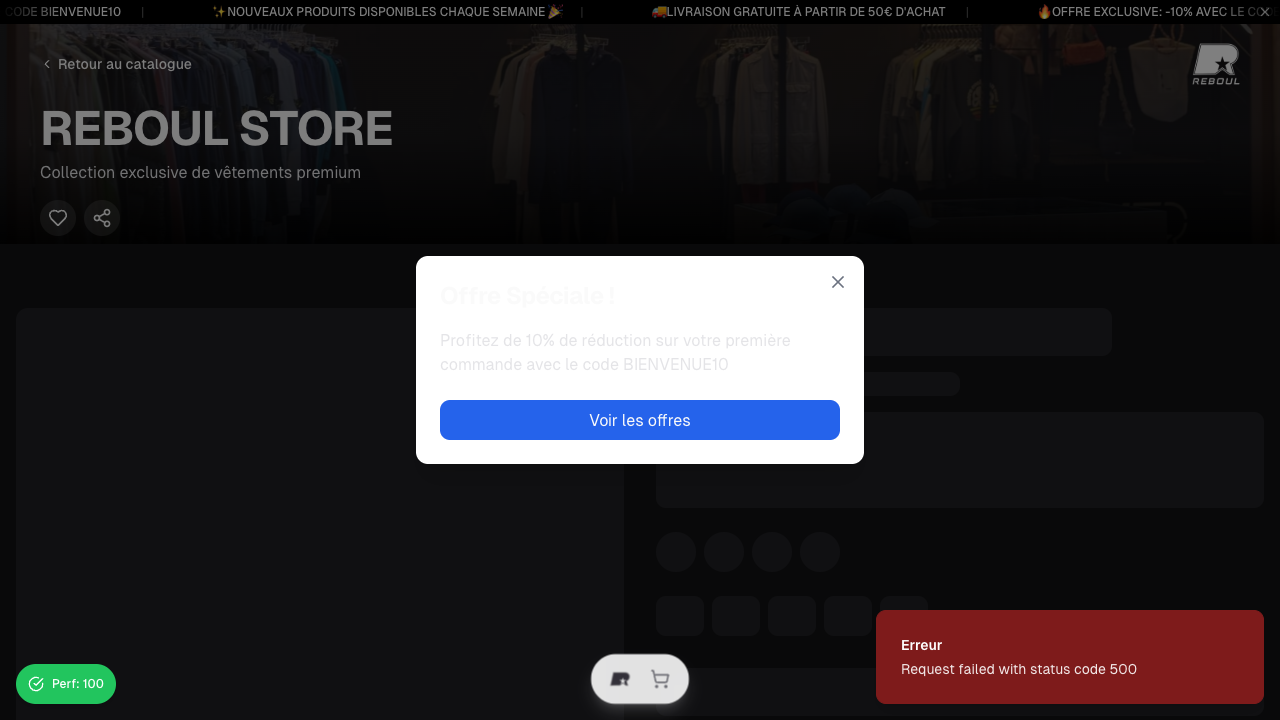 CODE BIENVENUE10 | ✨NOUVEAUX PRODUITS DISPONIBLES CHAQUE SEMAINE 🎉 | 🚚LIVRAISON GRATUITE À PARTIR DE 50€ D'ACHAT | 🔥OFFRE EXCLUSIVE: -10% AVEC LE CO
Retour au catalogue
REBOUL
REBOUL STORE
Collection exclusive de vêtements premium
Offre Spéciale !
Profitez de 10% de réduction sur votre première
commande avec le code BIENVENUE10
Voir les offres
Erreur
Request failed with status code 500
Perf: 100